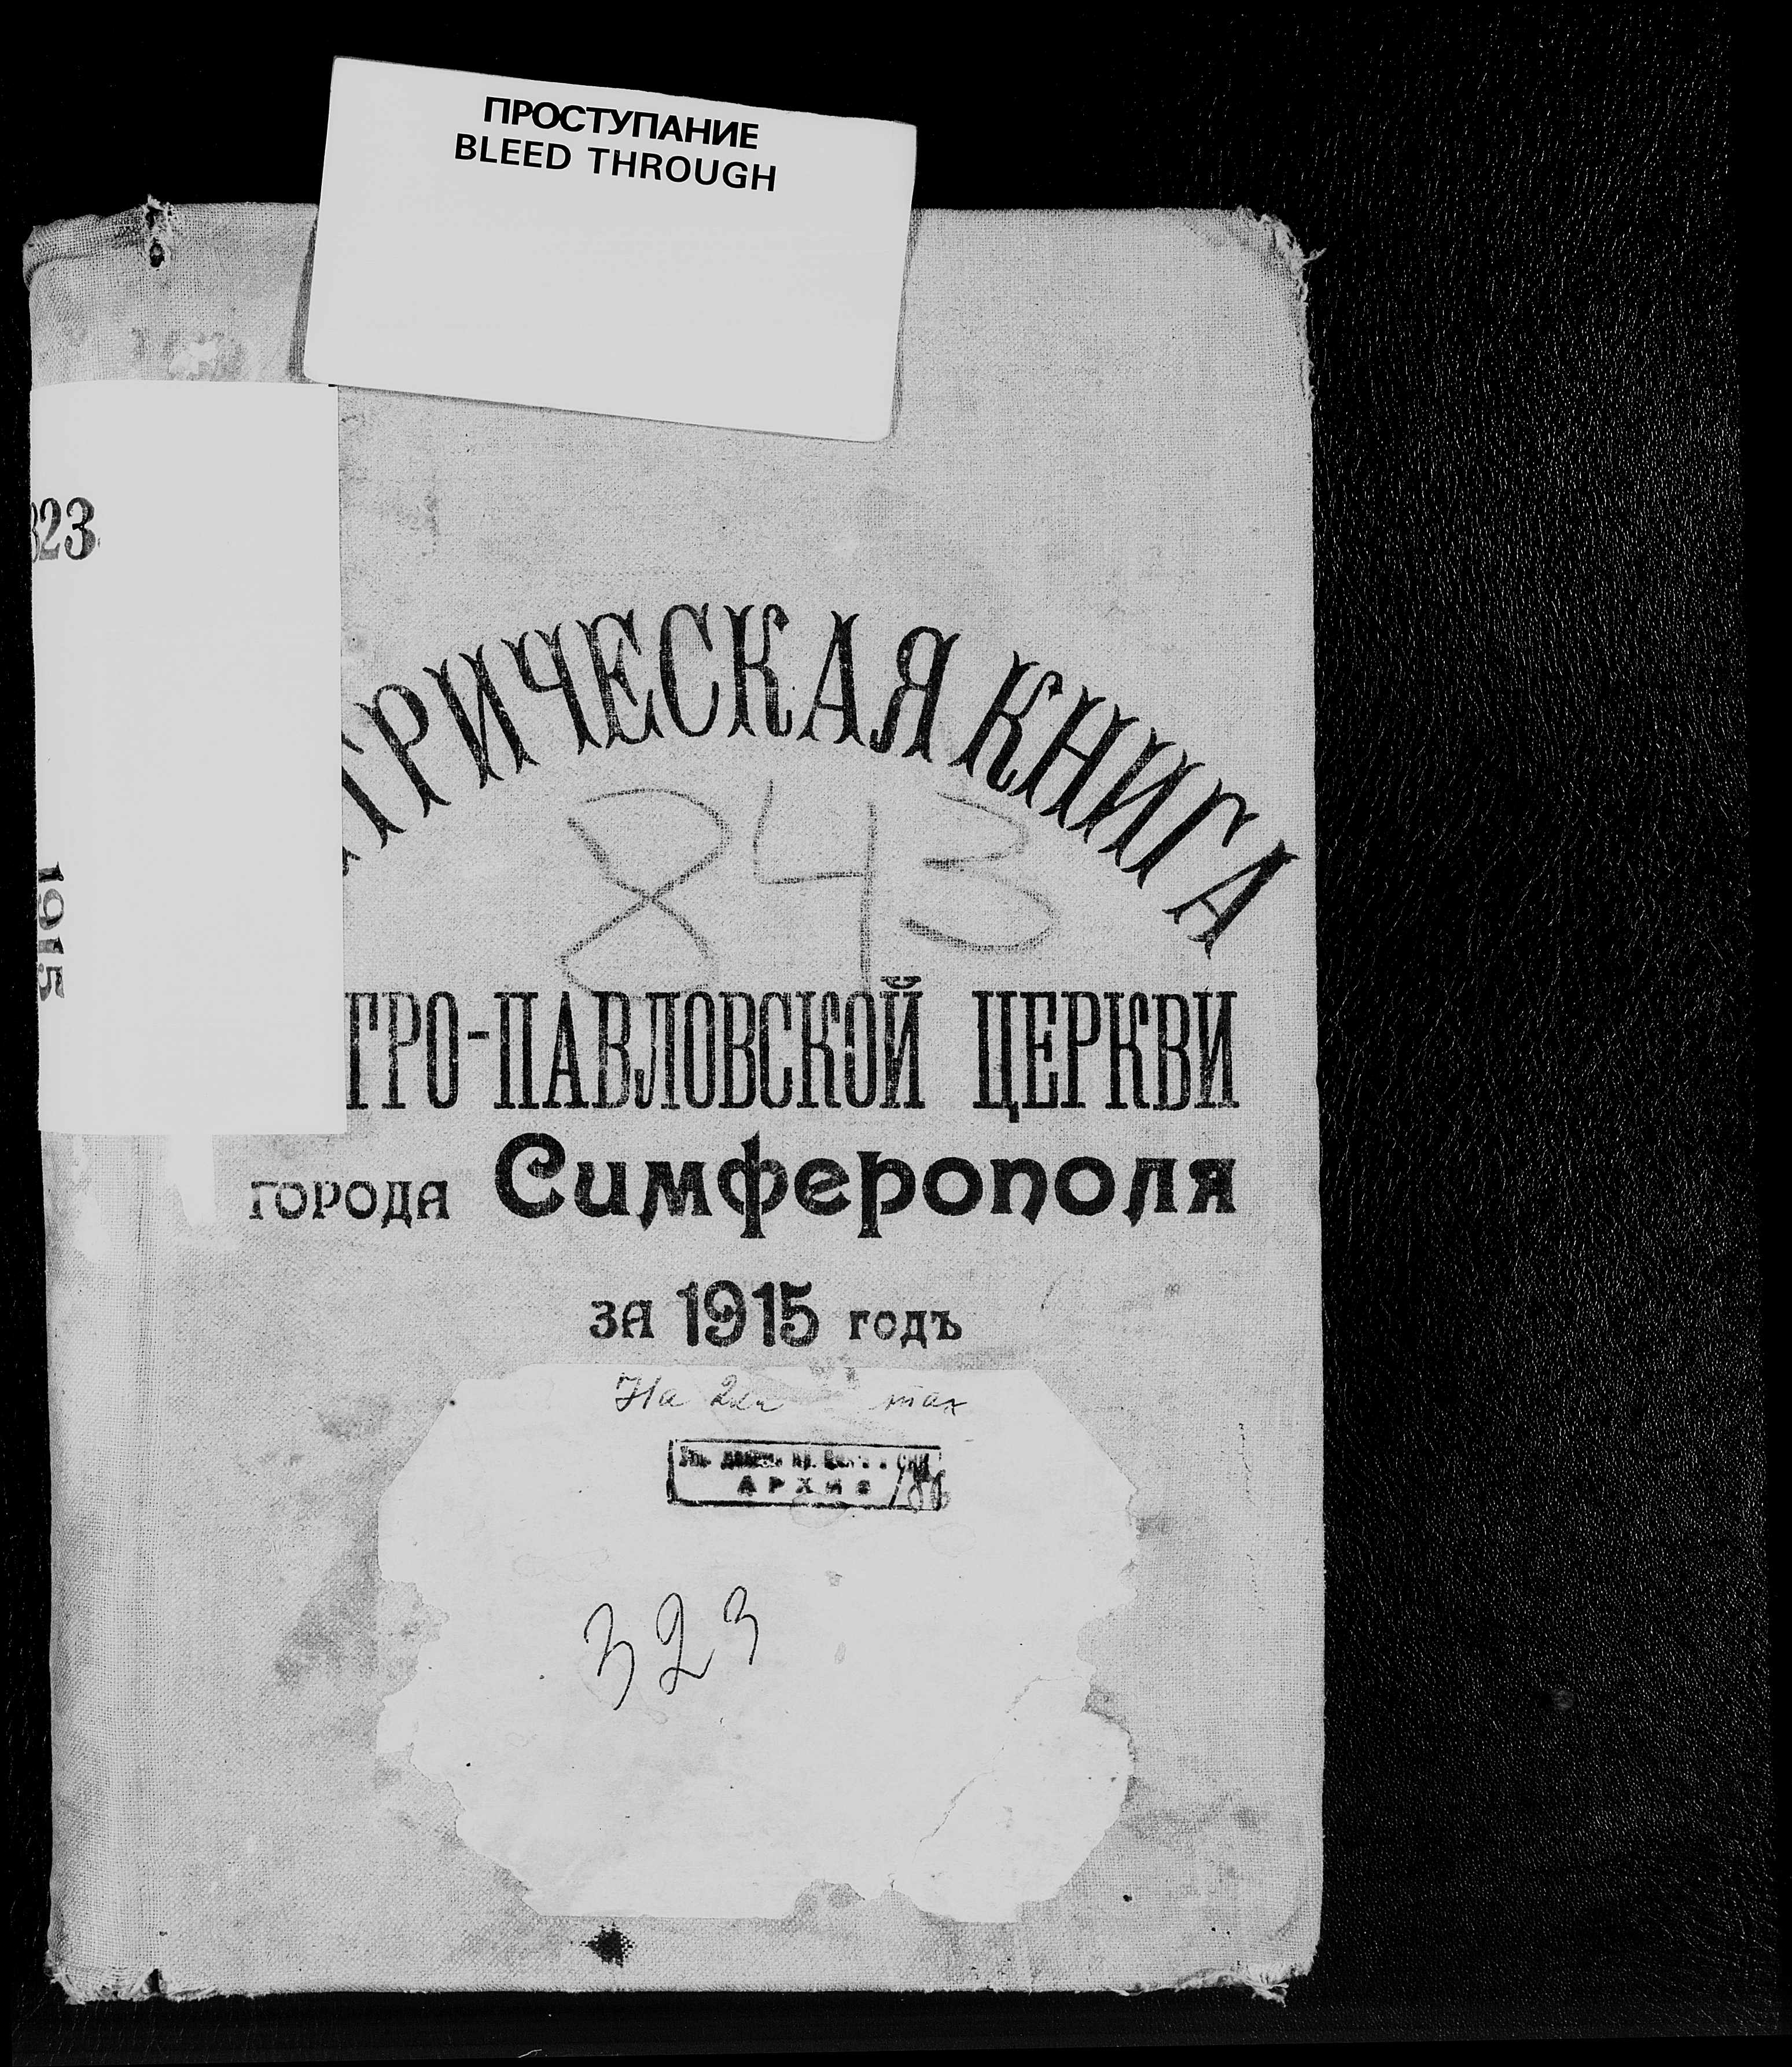 ПРОСТУПАНИЕ
BLEED THROUGH
323
ТРИЧЕСКАЯ КНИГА
843
ТРО-ПАВЛОВСКОЙ ЦЕРКВИ
1915
ГОРОДА Симферополя
ЗА 1915 годъ
На
АРХИВ
323